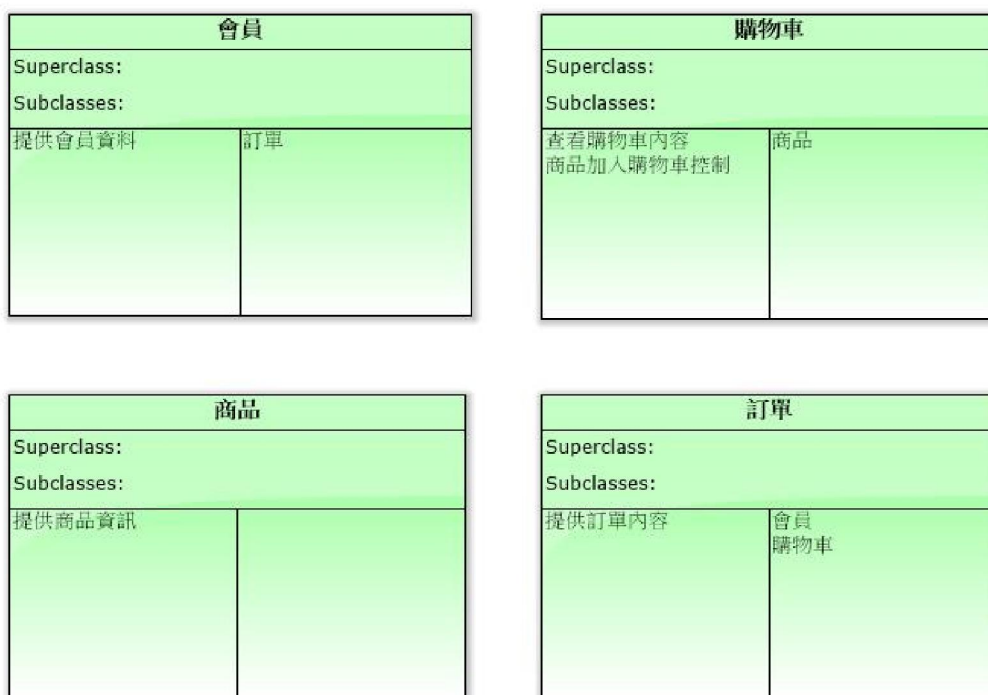 會員
Superclass:
Subclasses:
提供會員資料
訂單
購物車
Superclass:
Subclasses:
查看購物車內容
商品加入購物車控制
商品
商品
Superclass:
Subclasses:
提供商品資訊
訂單
Superclass:
Subclasses:
提供訂單內容
會員
購物車